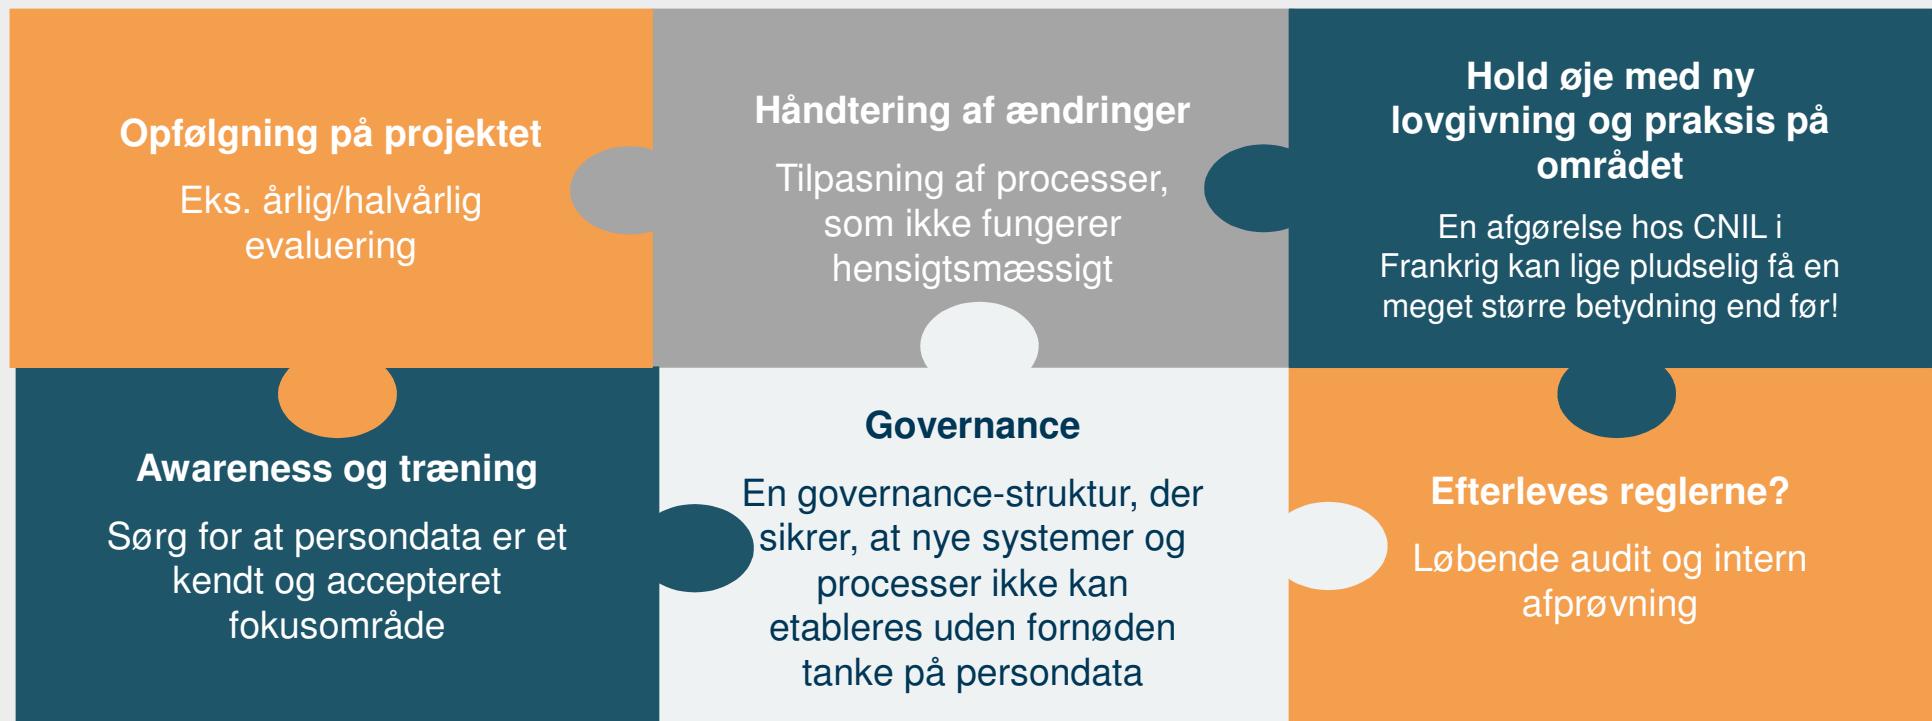 Opfølgning på projektet
Eks. årlig/halvårlig
evaluering
Håndtering af ændringer
Tilpasning af processer,
som ikke fungerer
hensigtsmæssigt
Hold øje med ny
lovgivning og praksis på
området
En afgørelse hos CNIL i
Frankrig kan lige pludselig få en
meget større betydning end før!
Awareness og træning
Sørg for at persondata er et
kendt og accepteret
fokusområde
Governance
En governance-struktur, der
sikrer, at nye systemer og
processer ikke kan
etableres uden fornøden
tanke på persondata
Efterleves reglerne?
Løbende audit og intern
afprøvning